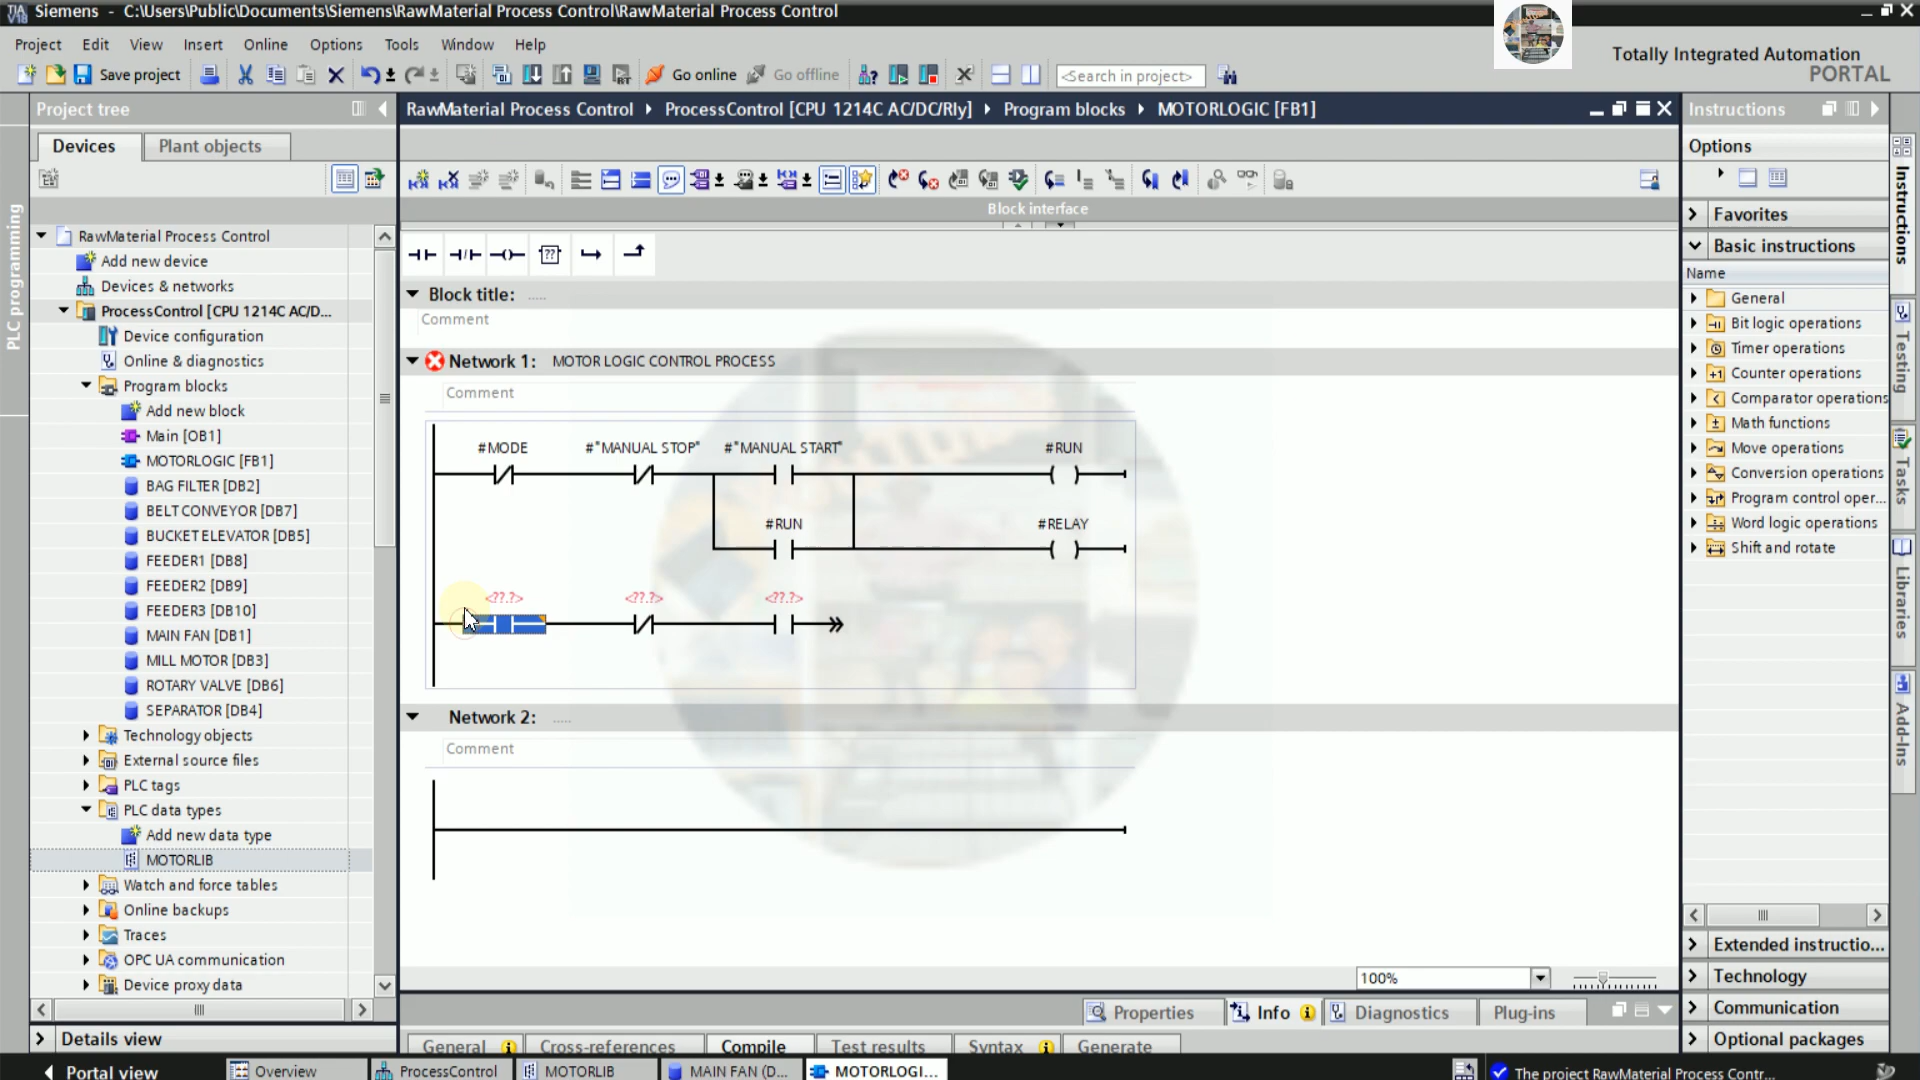 Siemens - C:\Users\Public\Documents\Siemens\RawMaterial Process Control\RawMaterial Process Control
Project Edit View Insert Online Options Tools Window Help
Totally Integrated Automation
PORTAL
Save project
Go online
Go offline
<Search in project>
Project tree
RawMaterial Process Control ‣ ProcessControl [CPU 1214C AC/DC/Rly] ‣ Program blocks ‣ MOTORLOGIC [FB1]
Instructions
Devices
Plant objects
Options
Block interface
PLC programming
RawMaterial Process Control
Add new device
Devices & networks
ProcessControl [CPU 1214C AC/D...
Device configuration
Online & diagnostics
Program blocks
Add new block
Main [OB1]
MOTORLOGIC [FB1]
BAG FILTER [DB2]
BELT CONVEYOR [DB7]
BUCKET ELEVATOR [DB5]
FEEDER1 [DB8]
FEEDER2 [DB9]
FEEDER3 [DB10]
MAIN FAN [DB1]
MILL MOTOR [DB3]
ROTARY VALVE [DB6]
SEPARATOR [DB4]
Technology objects
External source files
PLC tags
PLC data types
Add new data type
MOTORLIB
Watch and force tables
Online backups
Traces
OPC UA communication
Device proxy data
Details view
??
Block title: .....
Comment
Network 1: MOTOR LOGIC CONTROL PROCESS
Comment
#MODE
#"MANUAL STOP"
#"MANUAL START"
#RUN
#RUN
#RELAY
<??.?>
<??.?>
<??.?>
Network 2: .....
Comment
100%
Favorites
Basic instructions
Name
General
Bit logic operations
Timer operations
Counter operations
Comparator operations
Math functions
Move operations
Conversion operations
Program control oper...
Word logic operations
Shift and rotate
Extended instructio...
Technology
Communication
Optional packages
Instructions
Testing
Tasks
Libraries
Add-Ins
Properties
Info
Diagnostics
Plug-ins
General
Cross-references
Compile
Test results
Syntax
Generate
Portal view
Overview
ProcessControl
MOTORLIB
MAIN FAN (D...
MOTORLOGI...
The project RawMaterial Process Contr...